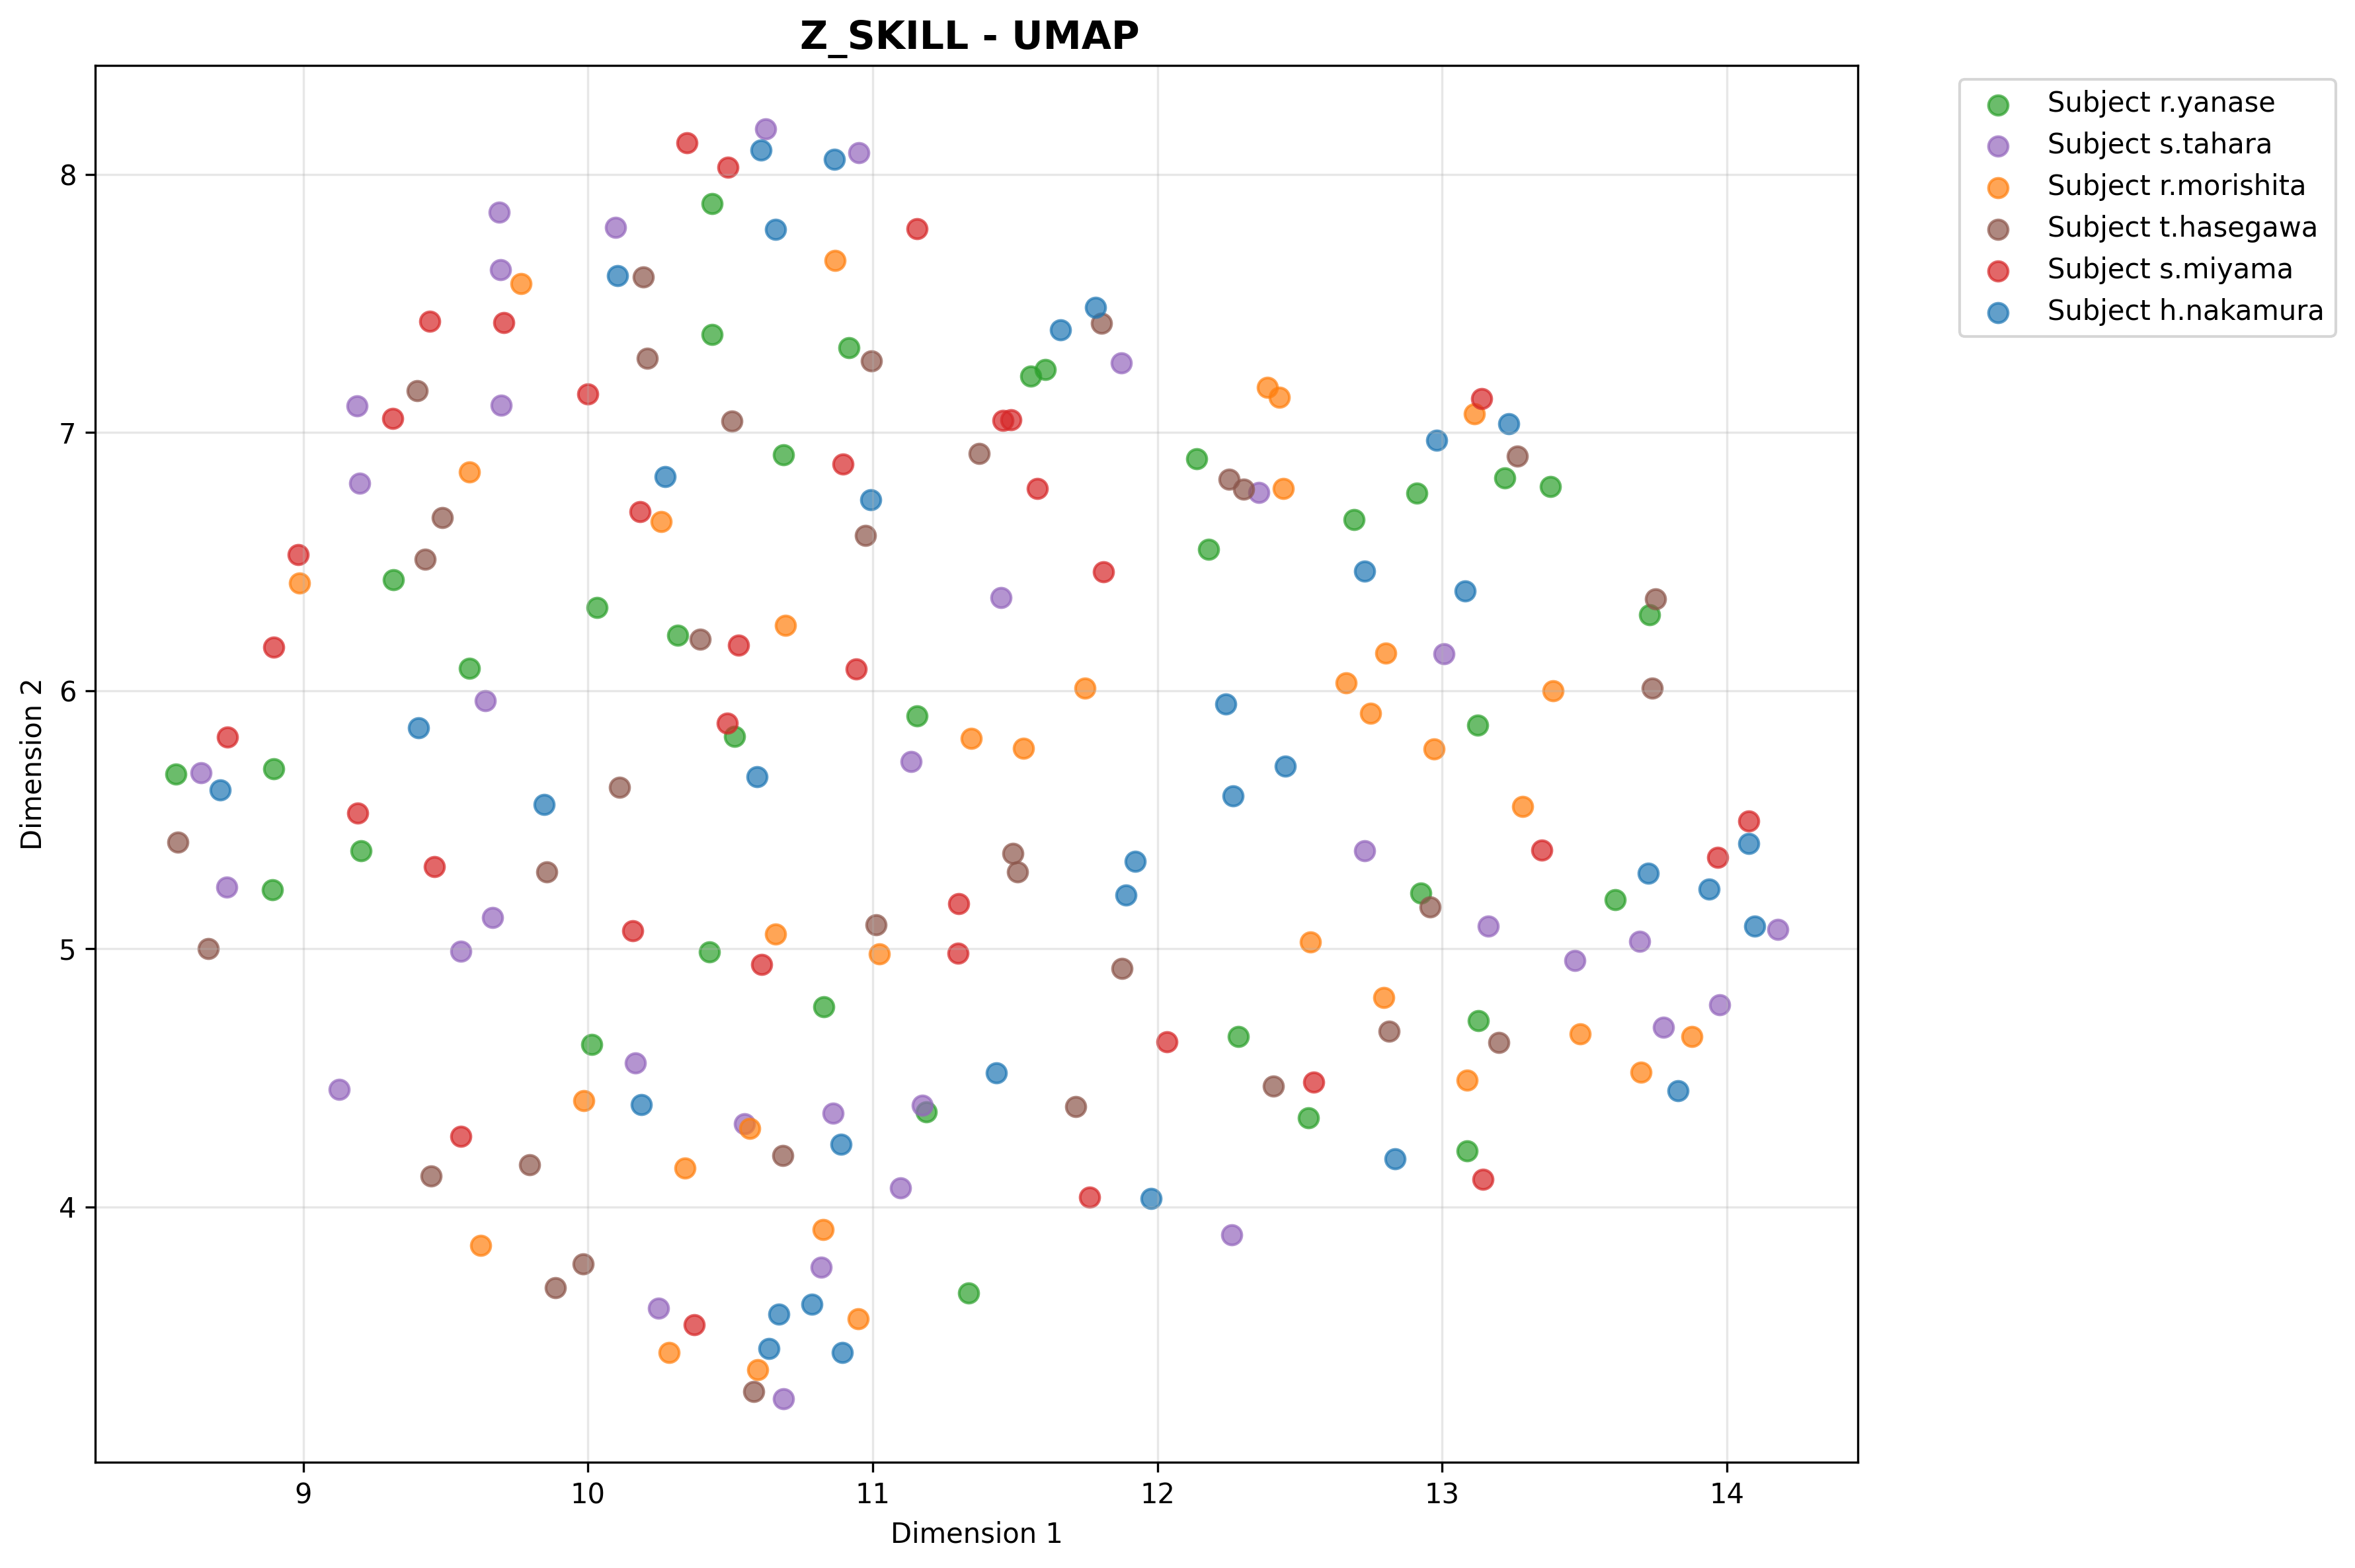 Z_SKILL - UMAP
Subject r.yanase
Subject s.tahara
Subject r.morishita
Subject t.hasegawa
Subject s.miyama
Subject h.nakamura
Dimension 2
8
7
6
5
4
9
10
11
12
13
14
Dimension 1